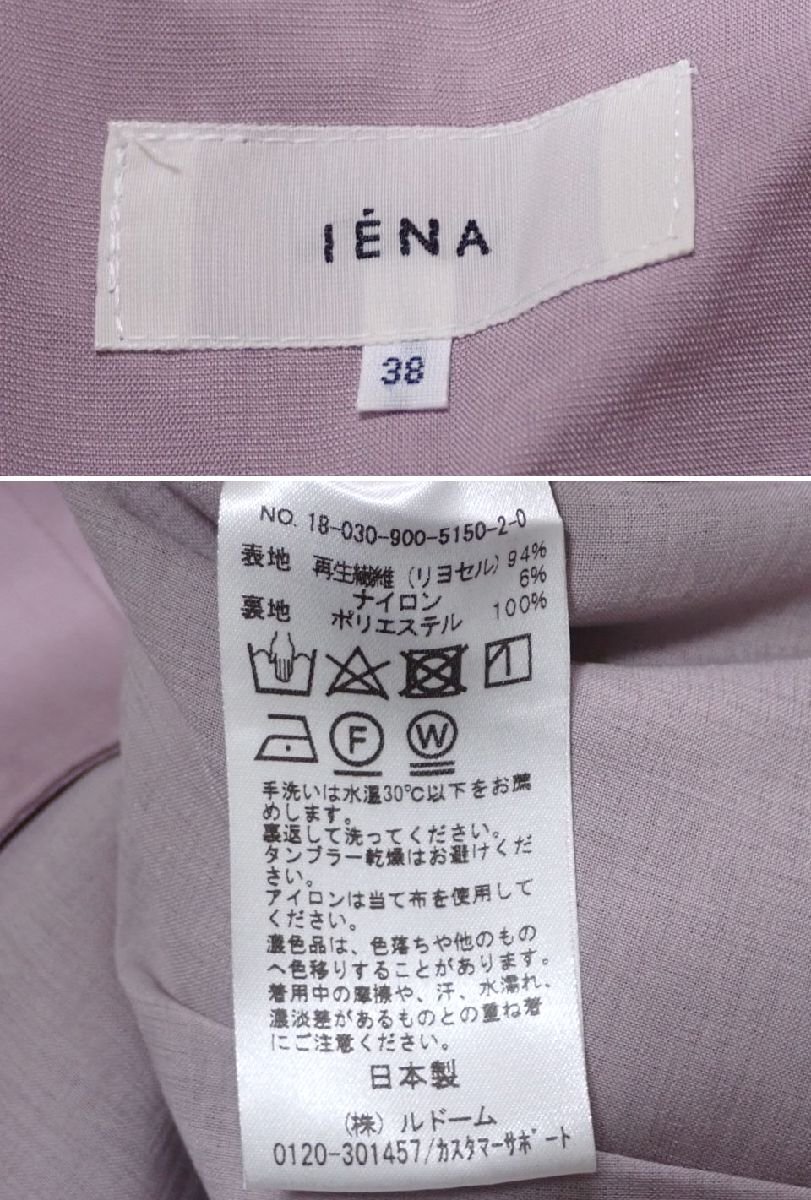 IÉNA
38
NO. 18-030-900-5150-2-0
表地 再生繊維(リヨセル) 94%
ナイロン 6%
裏地 ポリエステル 100%
F W
手洗いは水温30℃以下をお薦
めします。
裏返して洗ってください。
タンブラー乾燥はお避けくだ
さい。
アイロンは当て布を使用して
ください。
濃色品は、色落ちや他のもの
へ色移りすることがあります。
着用中の摩擦や、汗、水濡れ、
濃淡差があるものとの重ね着
にご注意ください。
日本製
(株) ルドーム
0120-301457/カスタマーサポート